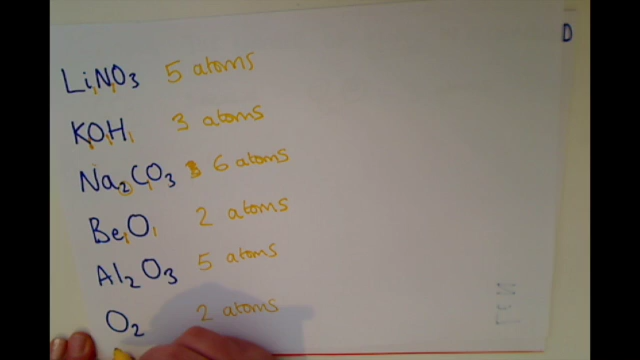 LiNO3 5 atoms
KOH 3 atoms
Na2CO3 6 atoms
BeO 2 atoms
Al2O3 5 atoms
O2 2 atoms
D